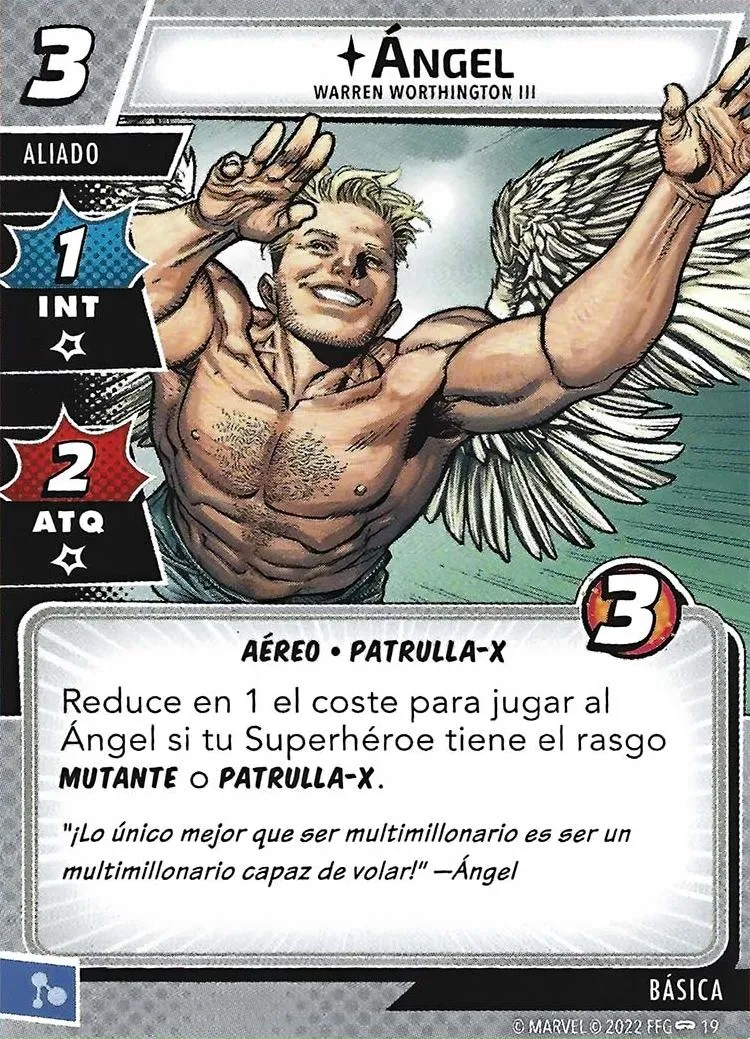 3
ÁNGEL
WARREN WORTHINGTON III
ALIADO
1
INT
2
ATQ
3
AÉREO • PATRULLA-X
Reduce en 1 el coste para jugar al
Ángel si tu Superhéroe tiene el rasgo
MUTANTE o PATRULLA-X.
"¡Lo único mejor que ser multimillonario es ser un
multimillonario capaz de volar!" —Ángel
BÁSICA
© MARVEL © 2022 FFG 19